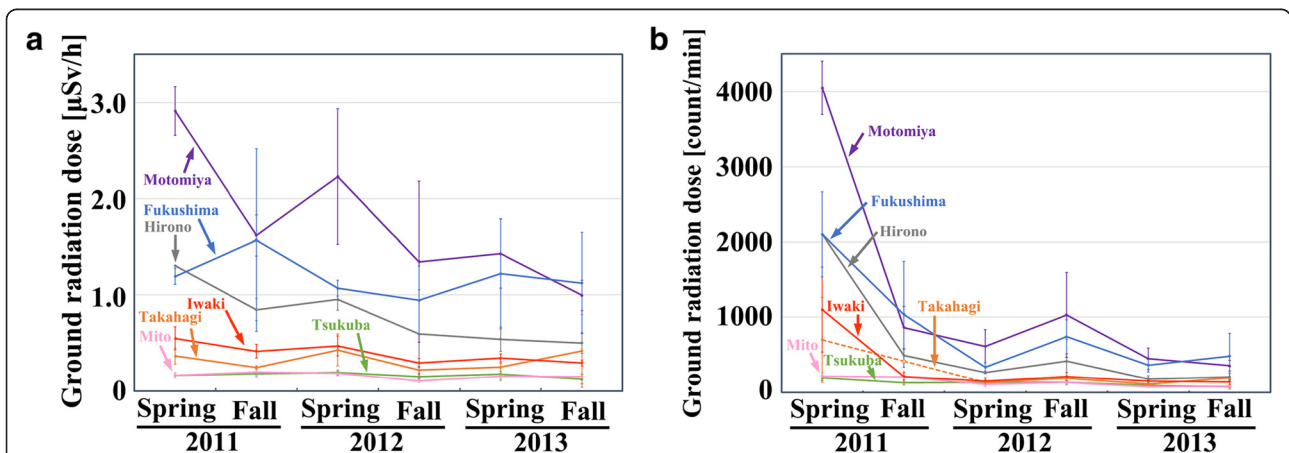 a
Ground radiation dose [μSv/h]
3.0
2.0
1.0
0
Motomiya
Fukushima
Hirono
Iwaki
Takahagi
Mito
Tsukuba
Spring Fall Spring Fall Spring Fall
2011 2012 2013
b
Ground radiation dose [count/min]
4000
3000
2000
1000
0
Motomiya
Fukushima
Hirono
Iwaki
Takahagi
Mito
Tsukuba
Spring Fall Spring Fall Spring Fall
2011 2012 2013